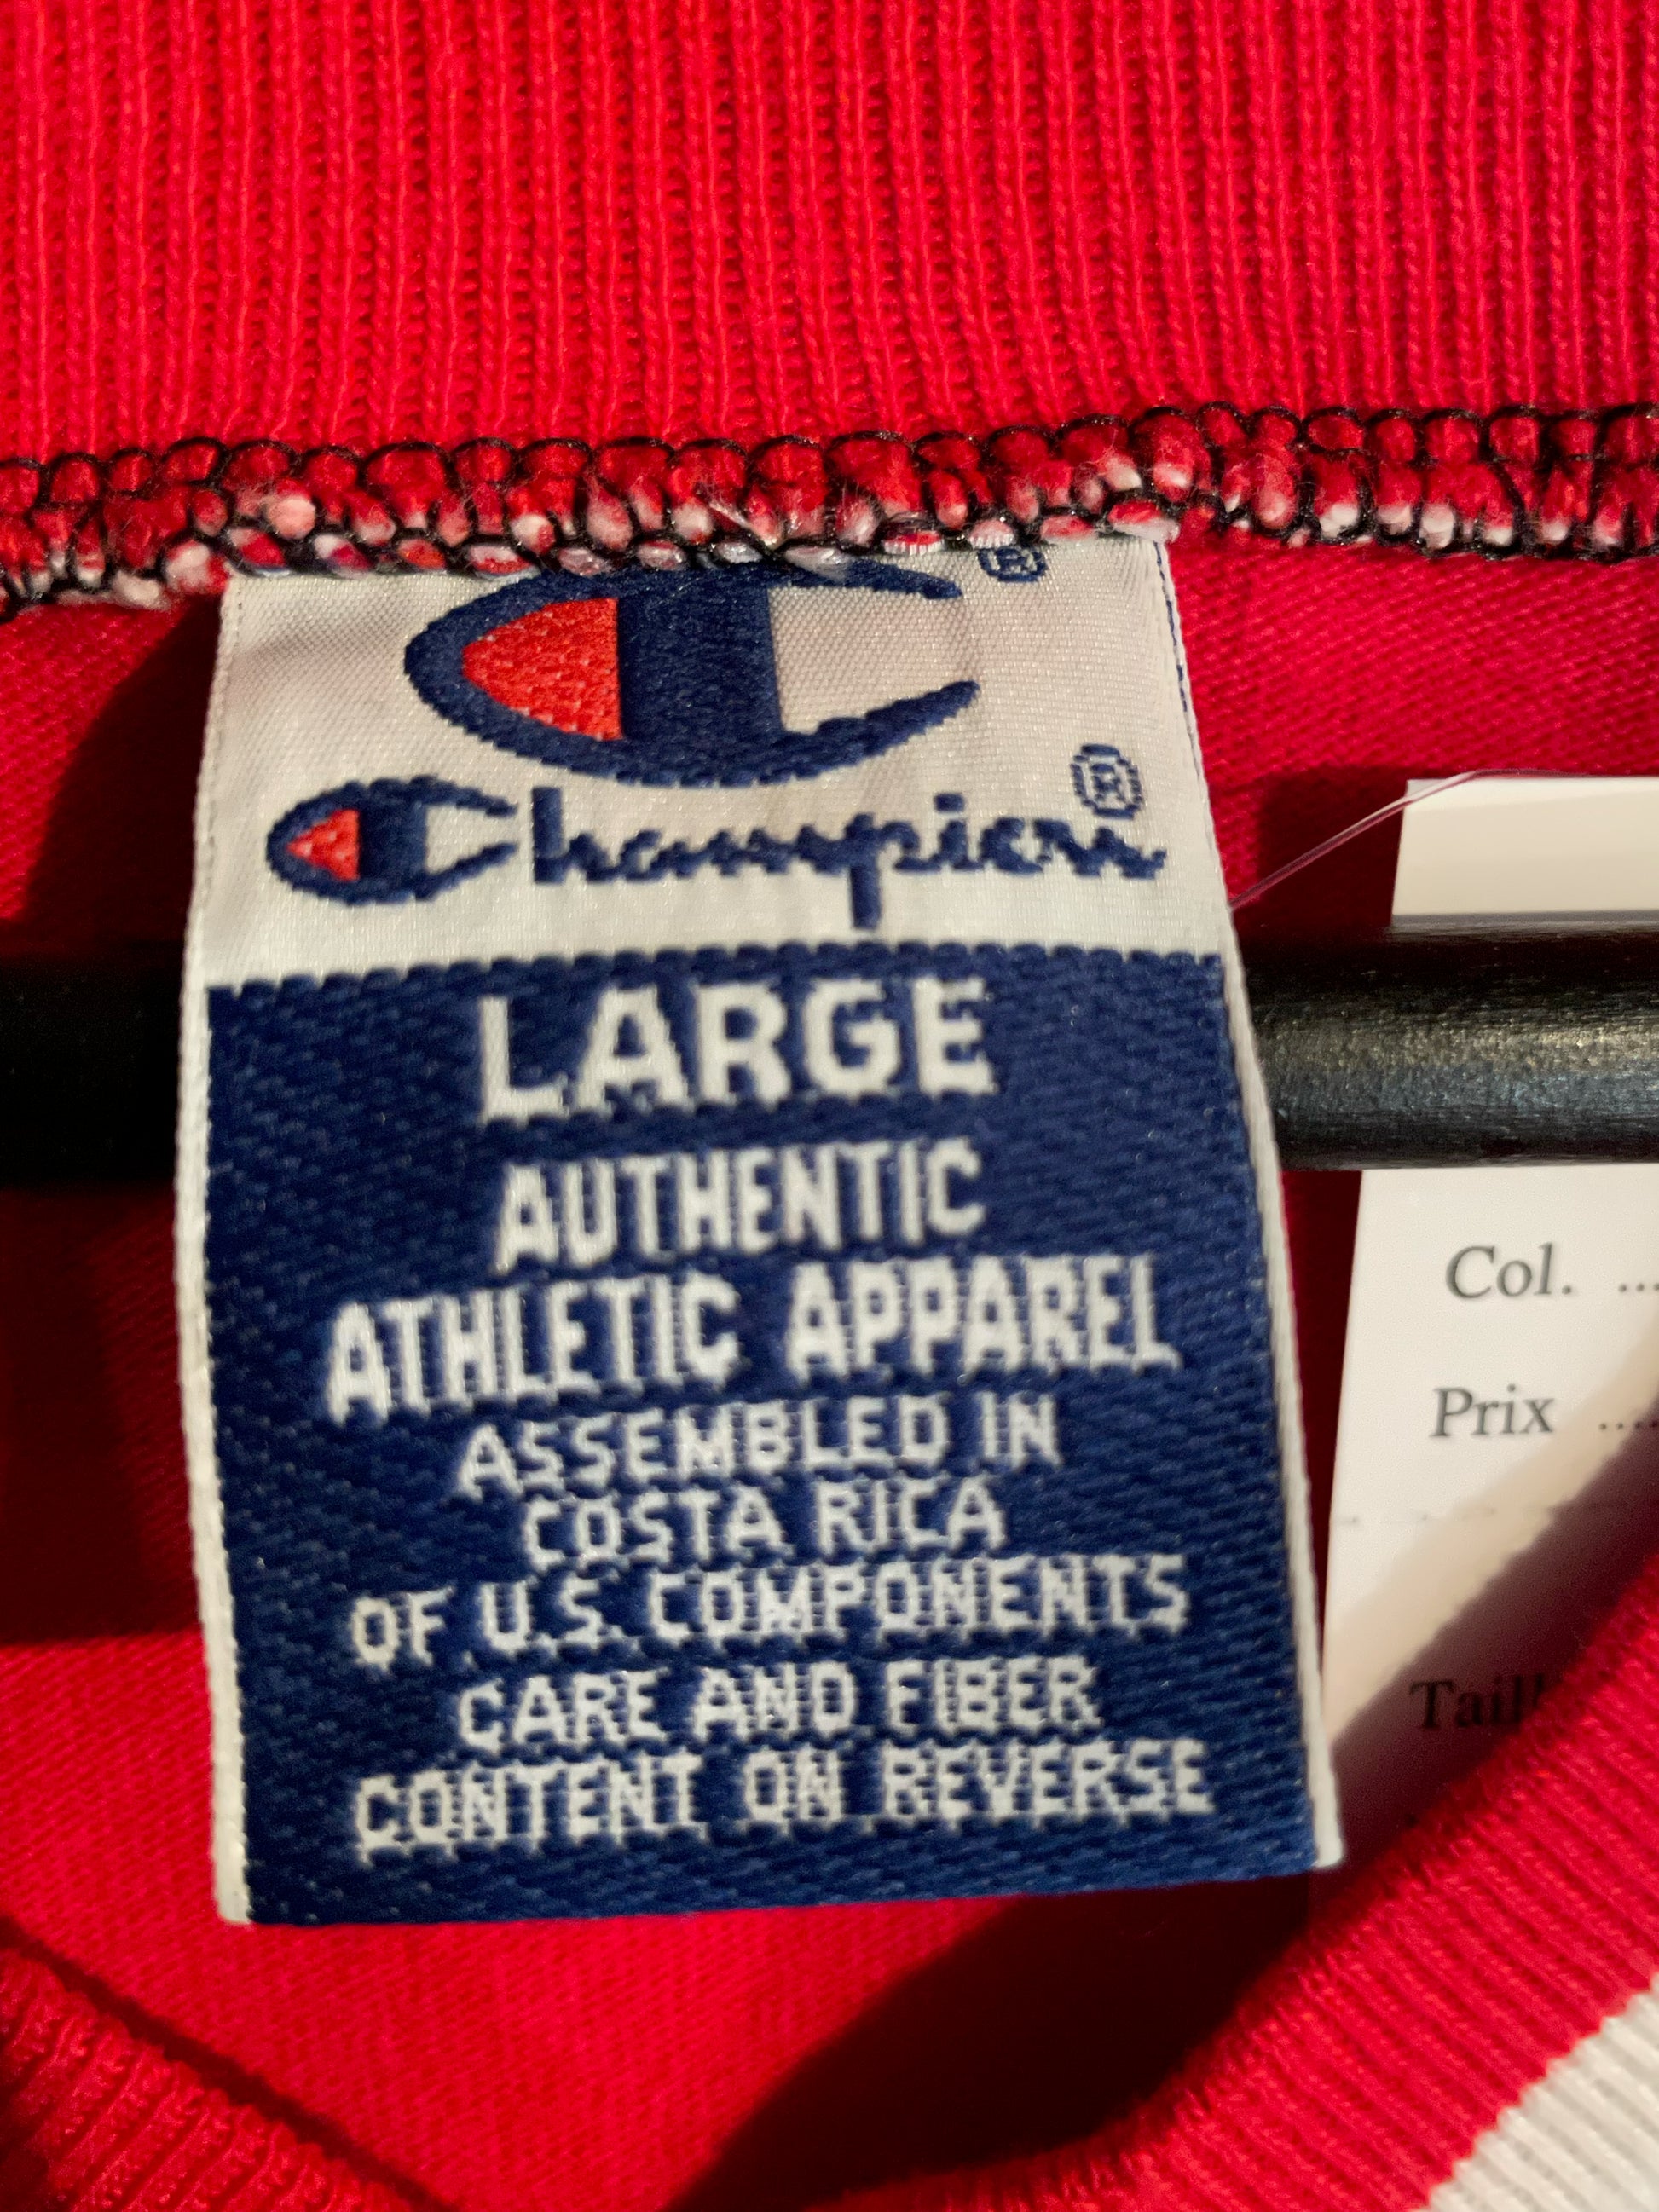 ®
Champion®
LARGE
AUTHENTIC
ATHLETIC APPAREL
ASSEMBLED IN
COSTA RICA
OF U.S. COMPONENTS
CARE AND FIBER
CONTENT ON REVERSE
Col. ...
Prix ....